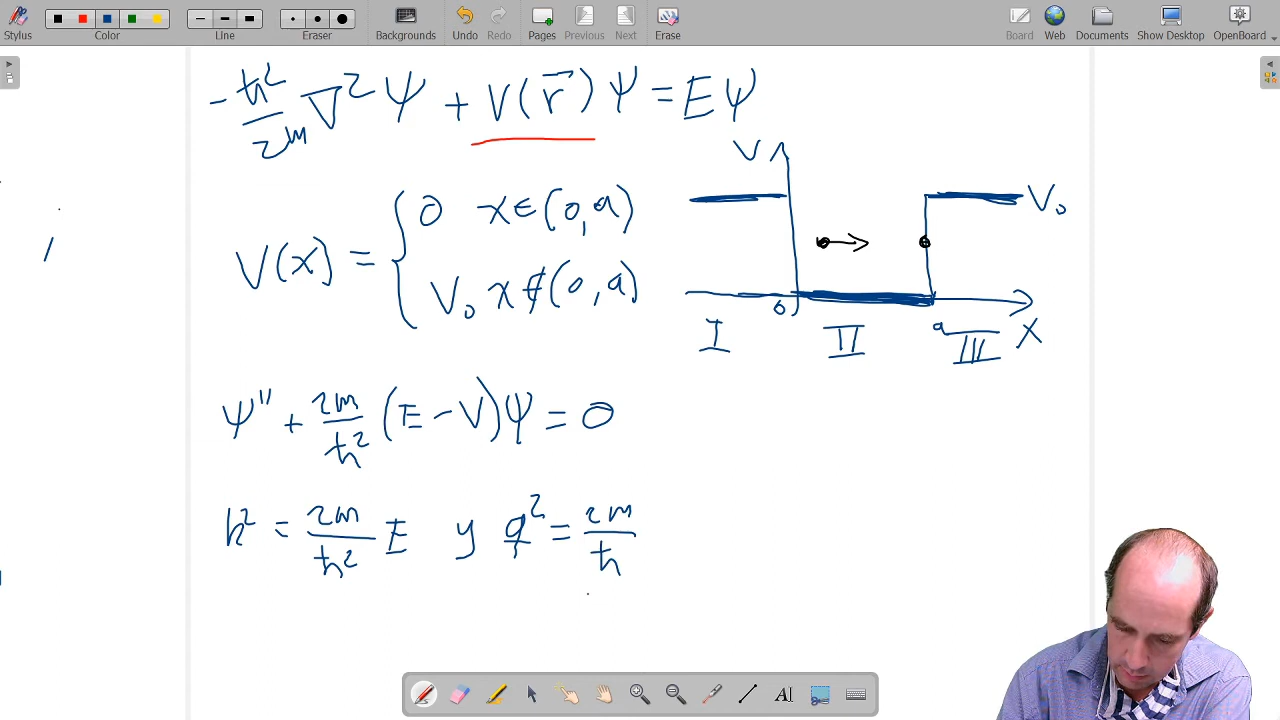 Stylus Color Line Eraser Backgrounds Undo Redo Pages Previous Next Erase Board Web Documents Show Desktop OpenBoard
-ħ²/2m ∇²Ψ + V(r⃗)Ψ = EΨ
V
V(x) = { 0 x∈(0,a)
V₀ x∉(0,a)
V₀
0 a X
I II III
Ψ'' + 2m/ħ² (E - V)Ψ = 0
k² = 2m/ħ² E y q² = 2m/ħ
AI